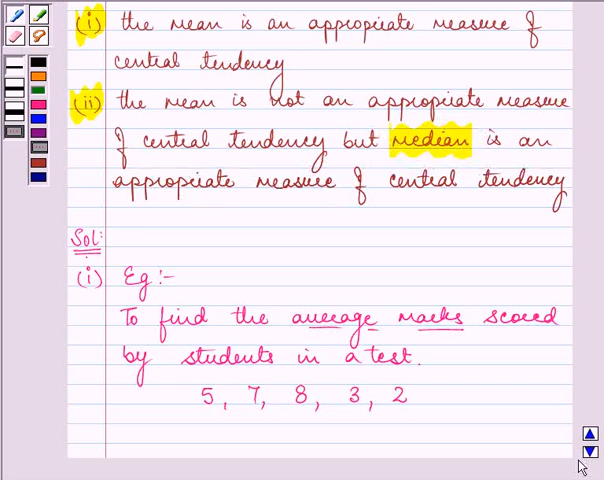 (i) the mean is an appropriate measure of
central tendency
(ii) the mean is not an appropriate measure
of central tendency but median is an
appropriate measure of central tendency
Sol:
(i) Eg :-
To find the average marks scored
by students in a test.
5, 7, 8, 3, 2